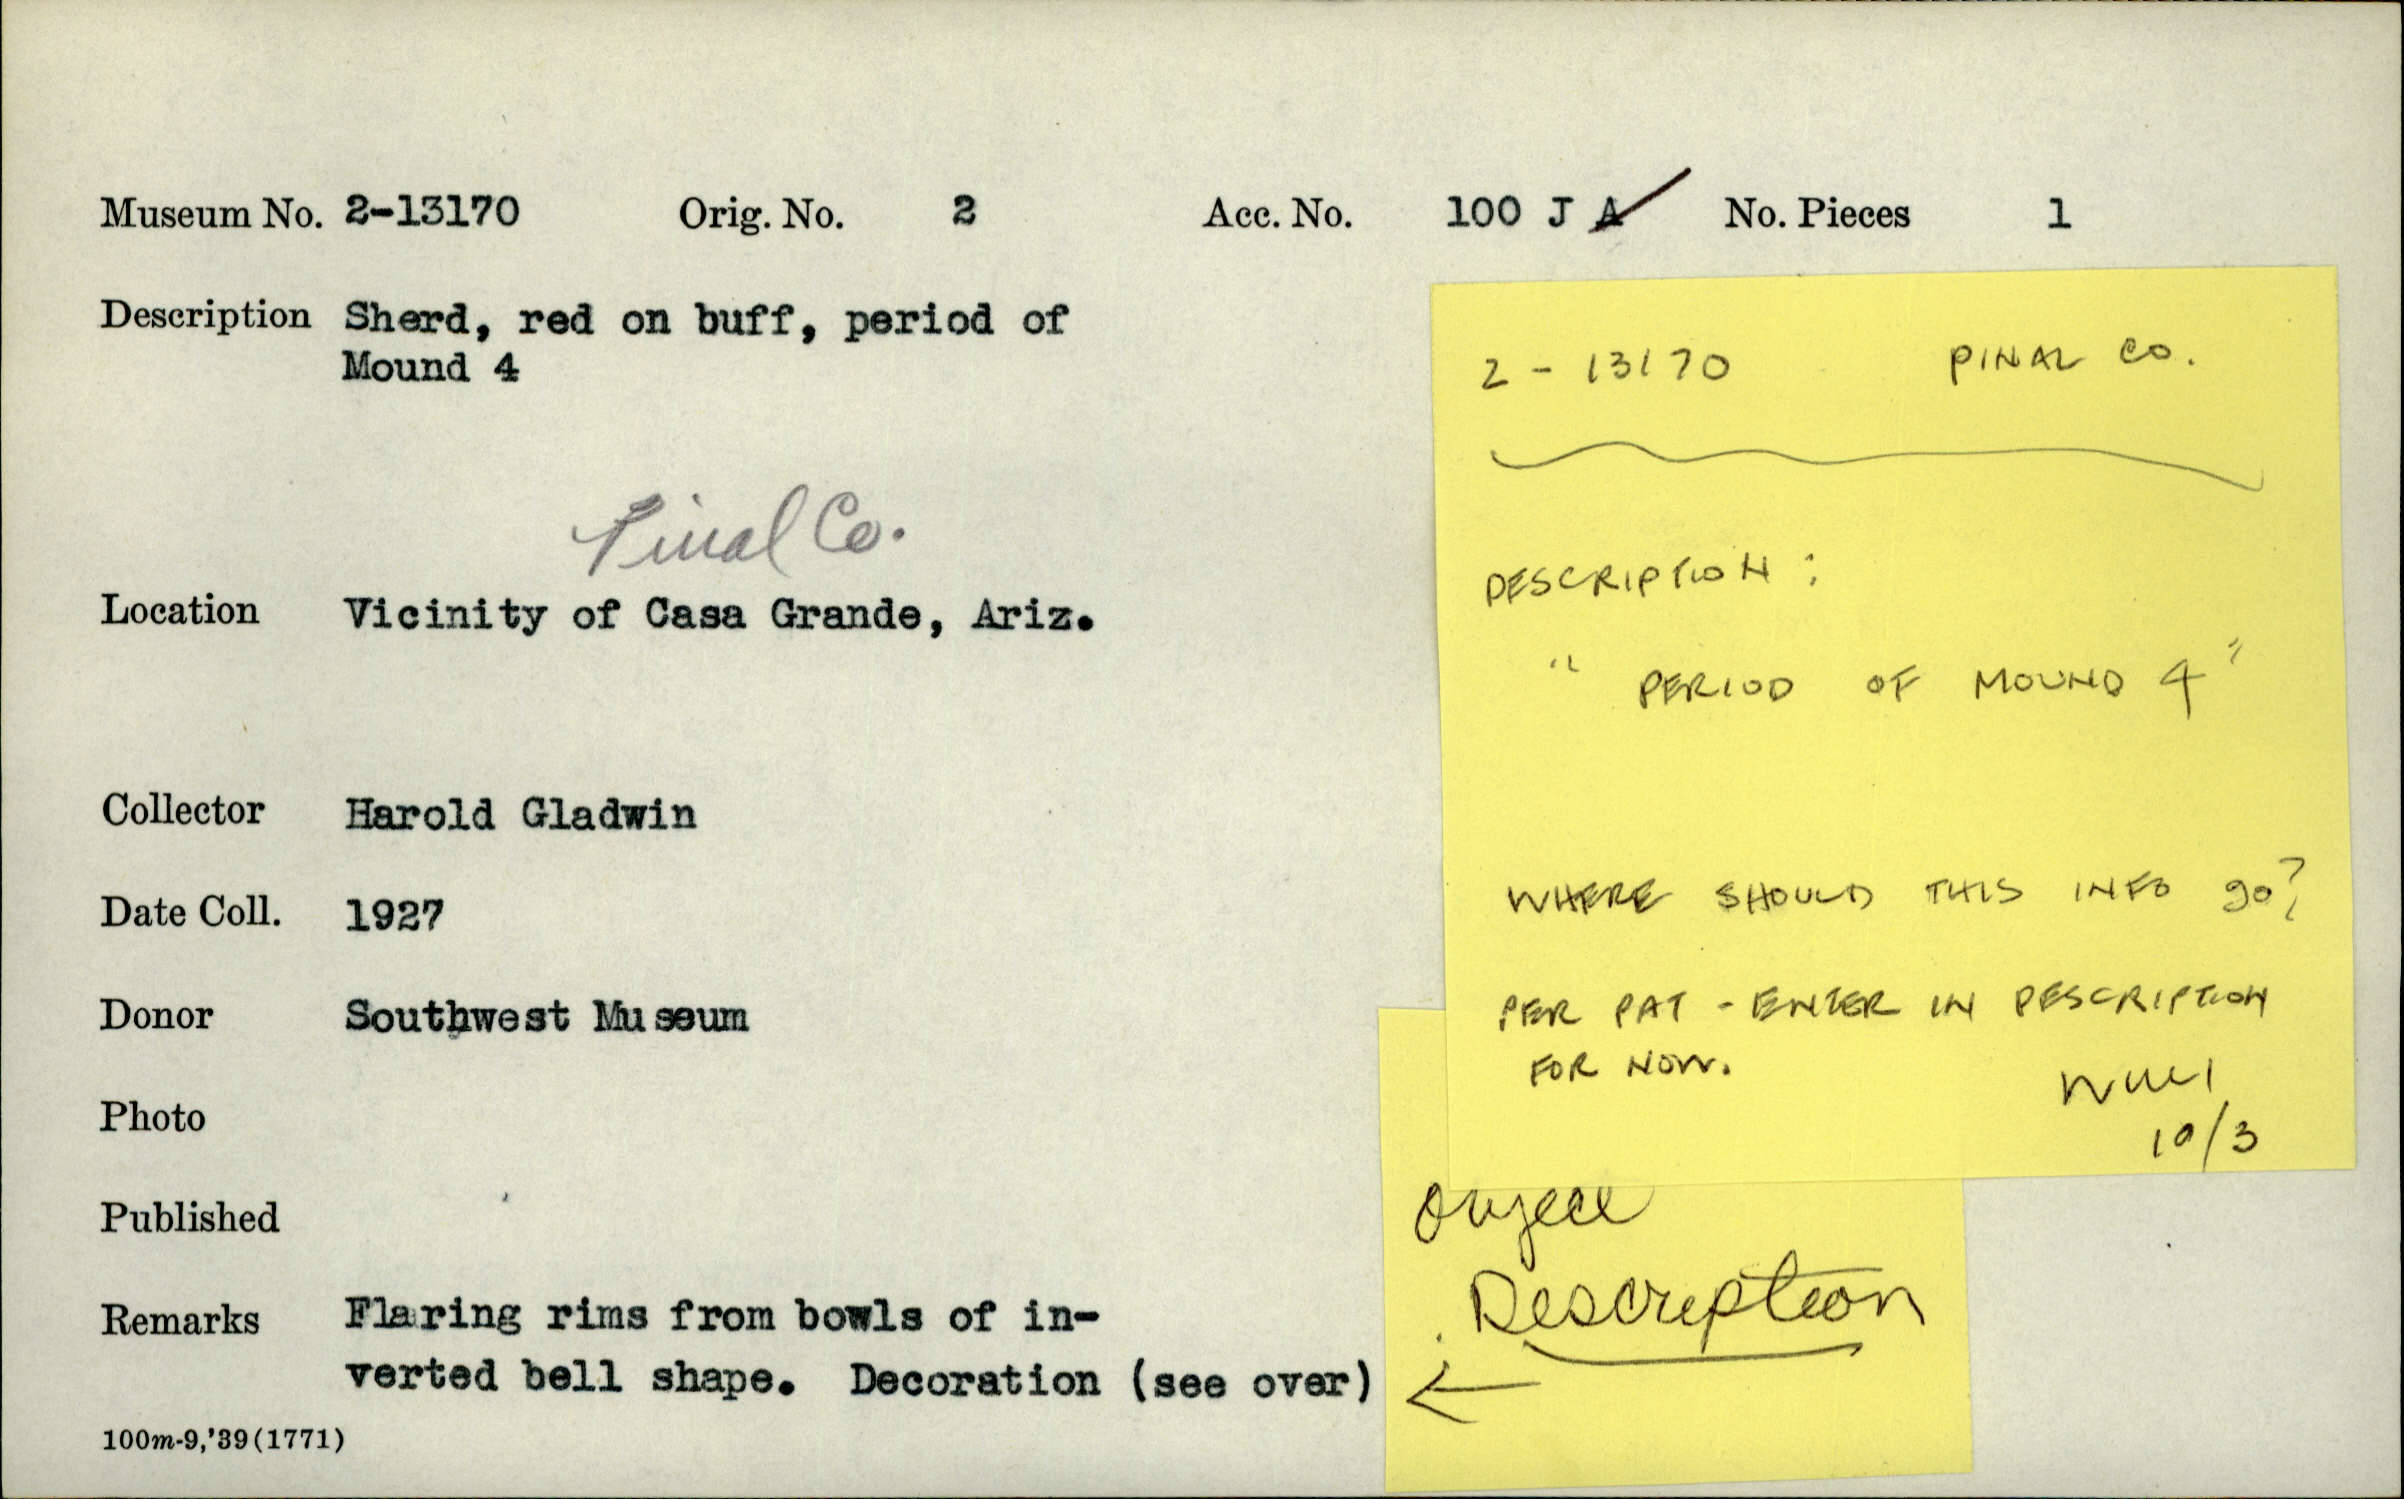 Museum No. 2-13170 Orig. No. 2 Acc. No. 100 J A No. Pieces 1
Description Sherd, red on buff, period of
Mound 4
Pinal Co.
Location Vicinity of Casa Grande, Ariz.
Collector Harold Gladwin
Date Coll. 1927
Donor Southwest Museum
Photo
Published
Remarks Flaring rims from bowls of in-
verted bell shape. Decoration (see over)
100m-9,'39(1771)
2-13170 PINAL CO.
DESCRIPTION:
"PERIOD OF MOUND 4"
WHERE SHOULD THIS INFO go?
PER PAT - ENTER IN DESCRIPTION
FOR NOW.
10/3
Object
Description
←